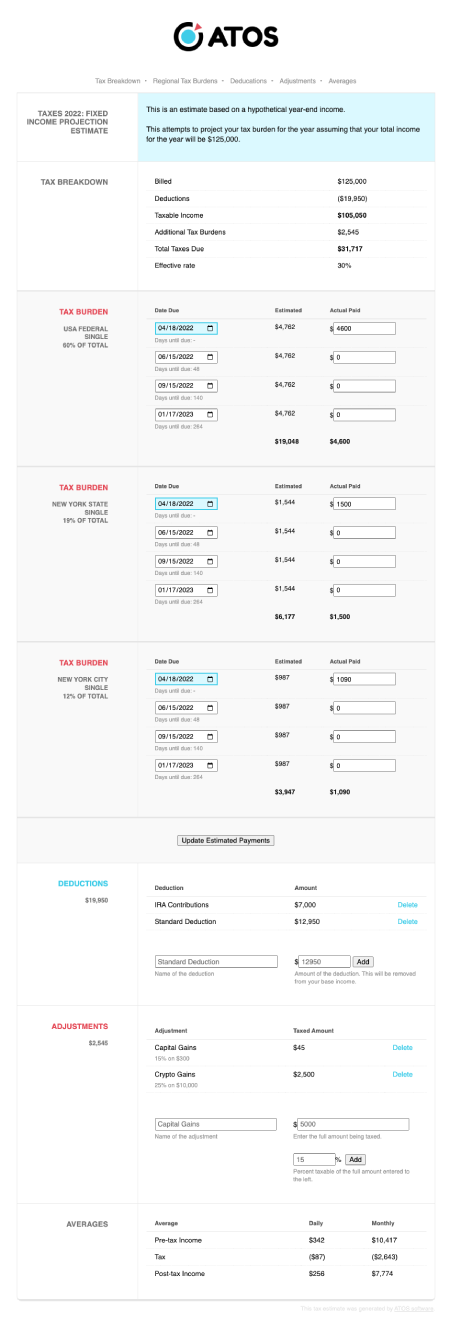 ATOS
Tax Breakdown • Regional Tax Burdens • Deducations • Adjustments • Averages
TAXES 2022: FIXED
INCOME PROJECTION
ESTIMATE
This is an estimate based on a hypothetical year-end income.
This attempts to project your tax burden for the year assuming that your total income
for the year will be $125,000.
TAX BREAKDOWN
Billed $125,000
Deductions ($19,950)
Taxable Income $105,050
Additional Tax Burdens $2,545
Total Taxes Due $31,717
Effective rate 30%
TAX BURDEN
USA FEDERAL
SINGLE
60% OF TOTAL
Date Due Estimated Actual Paid
04/18/2022 $4,762 $ 4600
Days until due: -
06/15/2022 $4,762 $ 0
Days until due: 48
09/15/2022 $4,762 $ 0
Days until due: 140
01/17/2023 $4,762 $ 0
Days until due: 264
$19,048 $4,600
TAX BURDEN
NEW YORK STATE
SINGLE
19% OF TOTAL
Date Due Estimated Actual Paid
04/18/2022 $1,544 $ 1500
Days until due: -
06/15/2022 $1,544 $ 0
Days until due: 48
09/15/2022 $1,544 $ 0
Days until due: 140
01/17/2023 $1,544 $ 0
Days until due: 264
$6,177 $1,500
TAX BURDEN
NEW YORK CITY
SINGLE
12% OF TOTAL
Date Due Estimated Actual Paid
04/18/2022 $987 $ 1090
Days until due: -
06/15/2022 $987 $ 0
Days until due: 48
09/15/2022 $987 $ 0
Days until due: 140
01/17/2023 $987 $ 0
Days until due: 264
$3,947 $1,090
Update Estimated Payments
DEDUCTIONS
$19,950
Deduction Amount
IRA Contributions $7,000 Delete
Standard Deduction $12,950 Delete
Standard Deduction $ 12950 Add
Name of the deduction Amount of the deduction. This will be removed
from your base income.
ADJUSTMENTS
$2,545
Adjustment Taxed Amount
Capital Gains $45 Delete
15% on $300
Crypto Gains $2,500 Delete
25% on $10,000
Capital Gains $ 5000
Name of the adjustment Enter the full amount being taxed.
15 % Add
Percent taxable of the full amount entered to
the left.
AVERAGES
Average Daily Monthly
Pre-tax Income $342 $10,417
Tax ($87) ($2,643)
Post-tax Income $256 $7,774
This tax estimate was generated by ATOS software